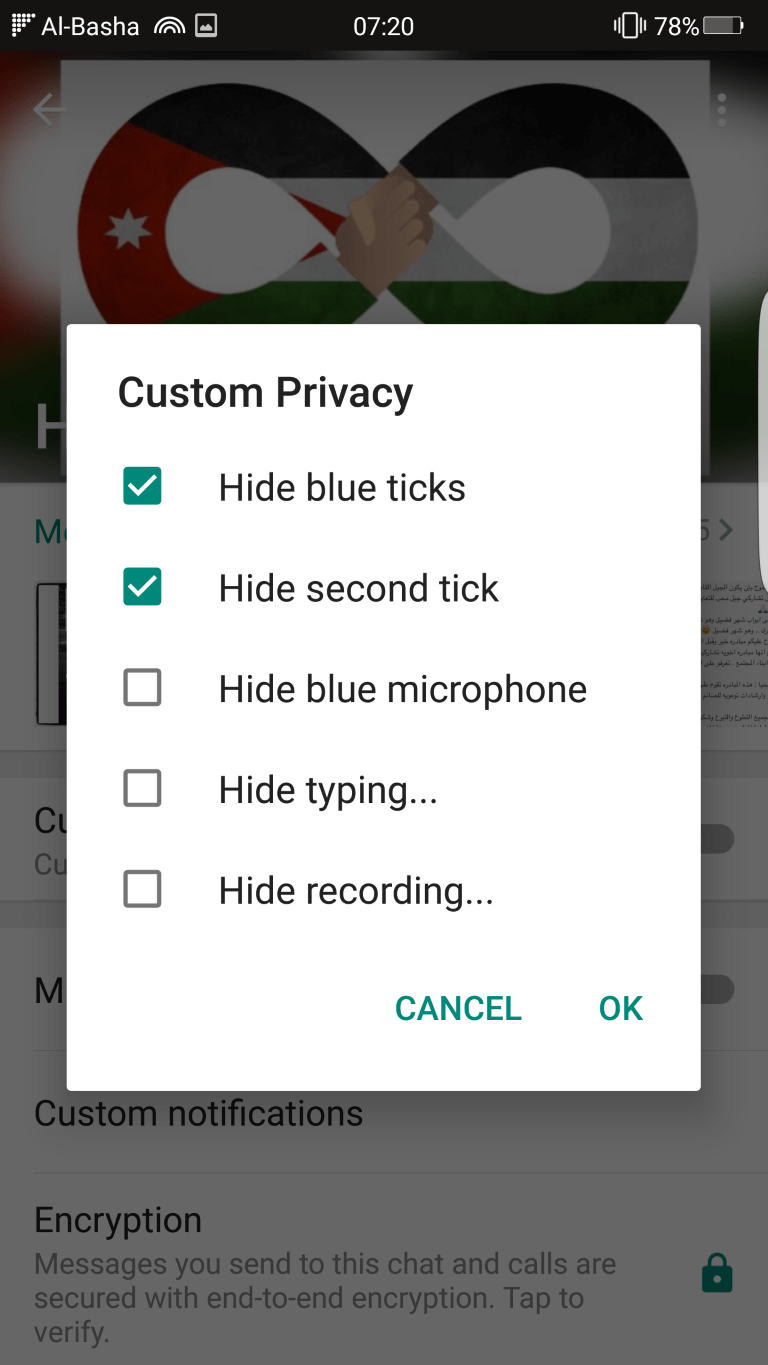 Al-Basha 07:20 78%
H
Custom Privacy
Hide blue ticks
Hide second tick
Hide blue microphone
Hide typing...
Hide recording...
CANCEL OK
Custom notifications
Encryption
Messages you send to this chat and calls are
secured with end-to-end encryption. Tap to
verify.